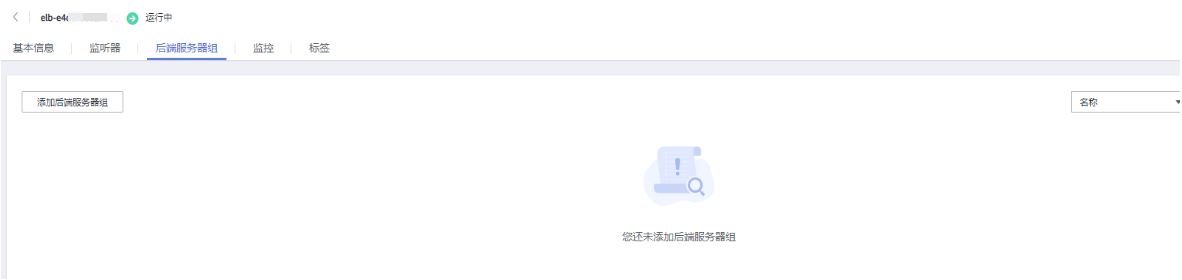 elb-e4 运行中
基本信息 监听器 后端服务器组 监控 标签
添加后端服务器组 名称
您还未添加后端服务器组